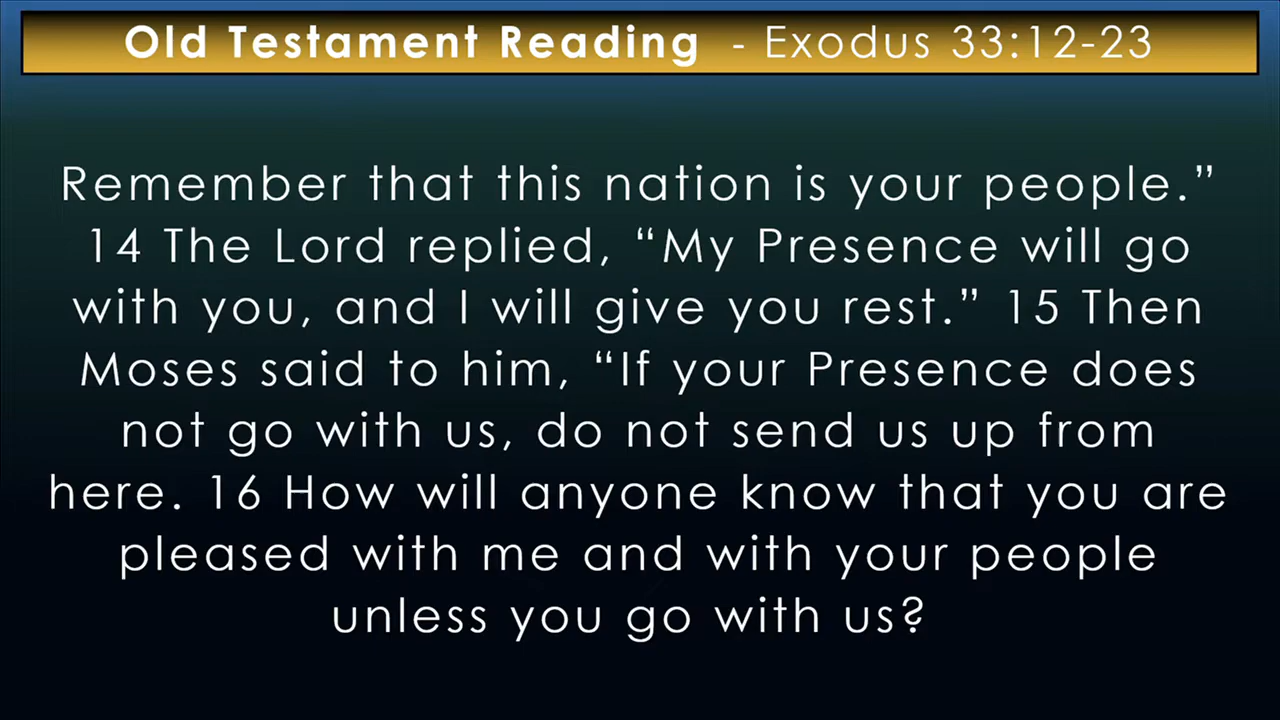 Old Testament Reading - Exodus 33:12-23
Remember that this nation is your people.”
14 The Lord replied, “My Presence will go
with you, and I will give you rest.” 15 Then
Moses said to him, “If your Presence does
not go with us, do not send us up from
here. 16 How will anyone know that you are
pleased with me and with your people
unless you go with us?